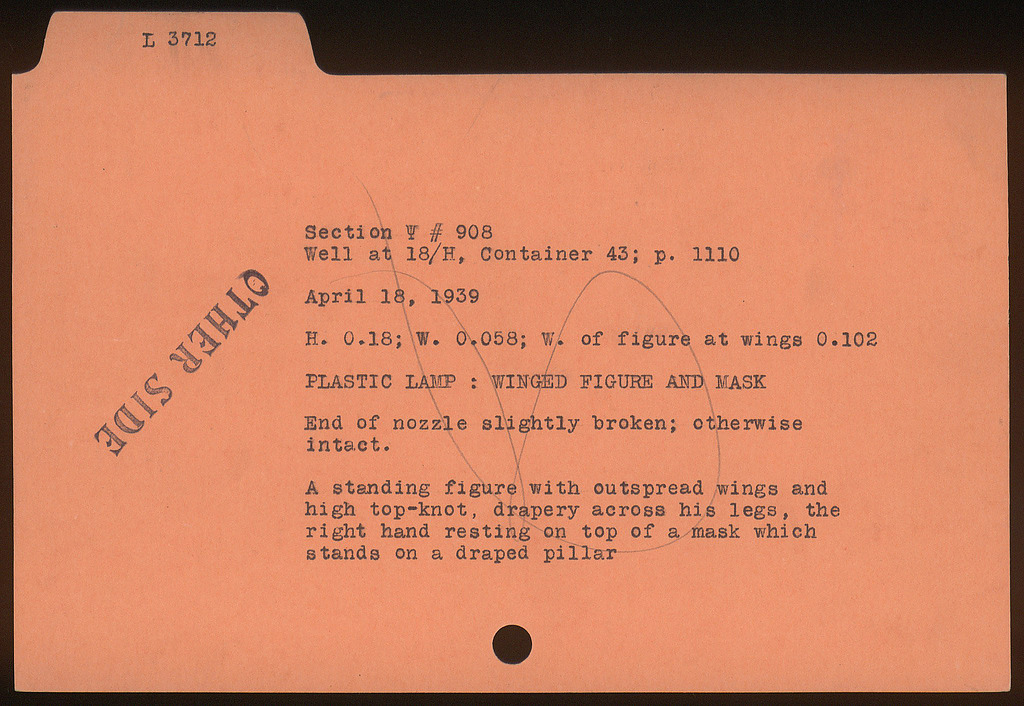 L 3712
Section Ψ # 908
Well at 18/H, Container 43; p. 1110
April 18, 1939
H. 0.18; W. 0.058; W. of figure at wings 0.102
PLASTIC LAMP : WINGED FIGURE AND MASK
End of nozzle slightly broken; otherwise
intact.
A standing figure with outspread wings and
high top-knot, drapery across his legs, the
right hand resting on top of a mask which
stands on a draped pillar
OTHER SIDE